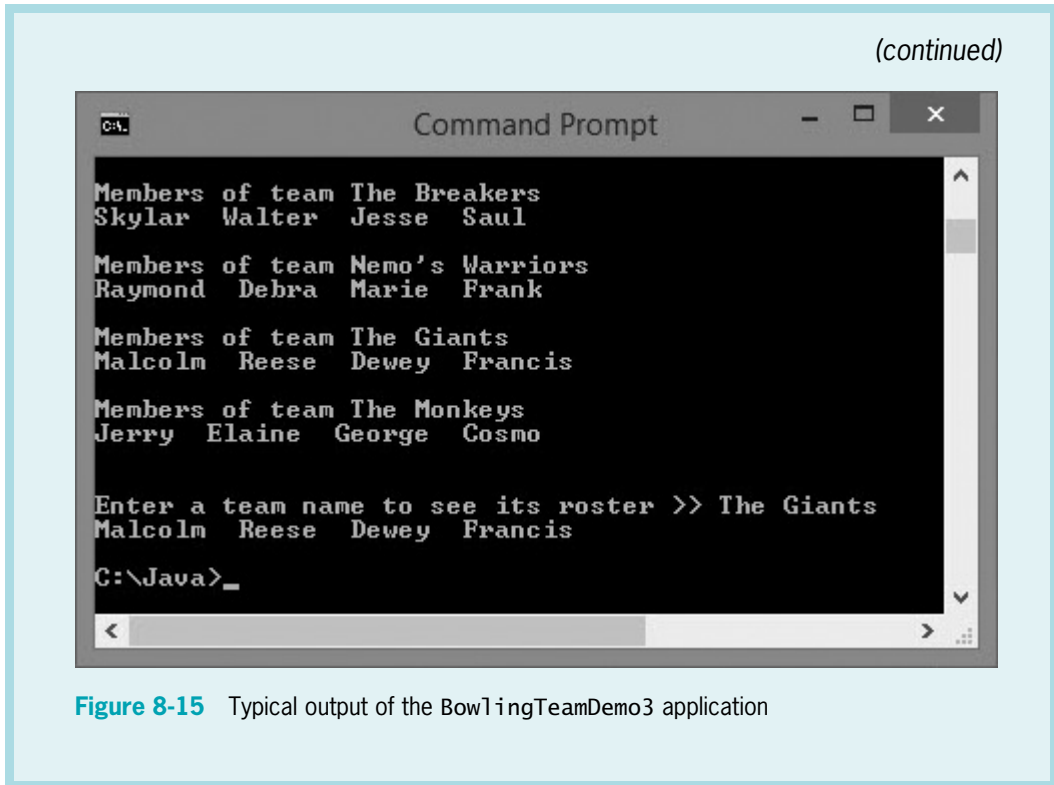 (continued)
C:\.
Command Prompt
Members of team The Breakers
Skylar Walter Jesse Saul
Members of team Nemo's Warriors
Raymond Debra Marie Frank
Members of team The Giants
Malcolm Reese Dewey Francis
Members of team The Monkeys
Jerry Elaine George Cosmo
Enter a team name to see its roster >> The Giants
Malcolm Reese Dewey Francis
C:\Java>_
Figure 8-15 Typical output of the BowlingTeamDemo3 application